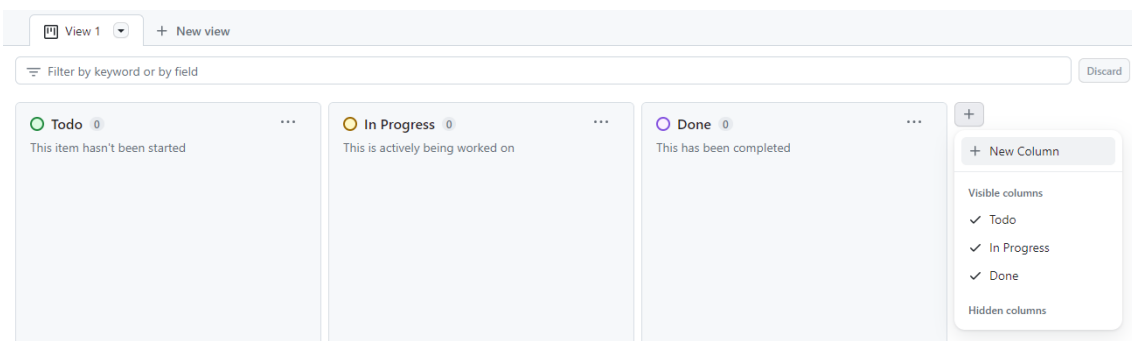 View 1
New view
Filter by keyword or by field
Discard
Todo 0
This item hasn't been started
In Progress 0
This is actively being worked on
Done 0
This has been completed
New Column
Visible columns
Todo
In Progress
Done
Hidden columns